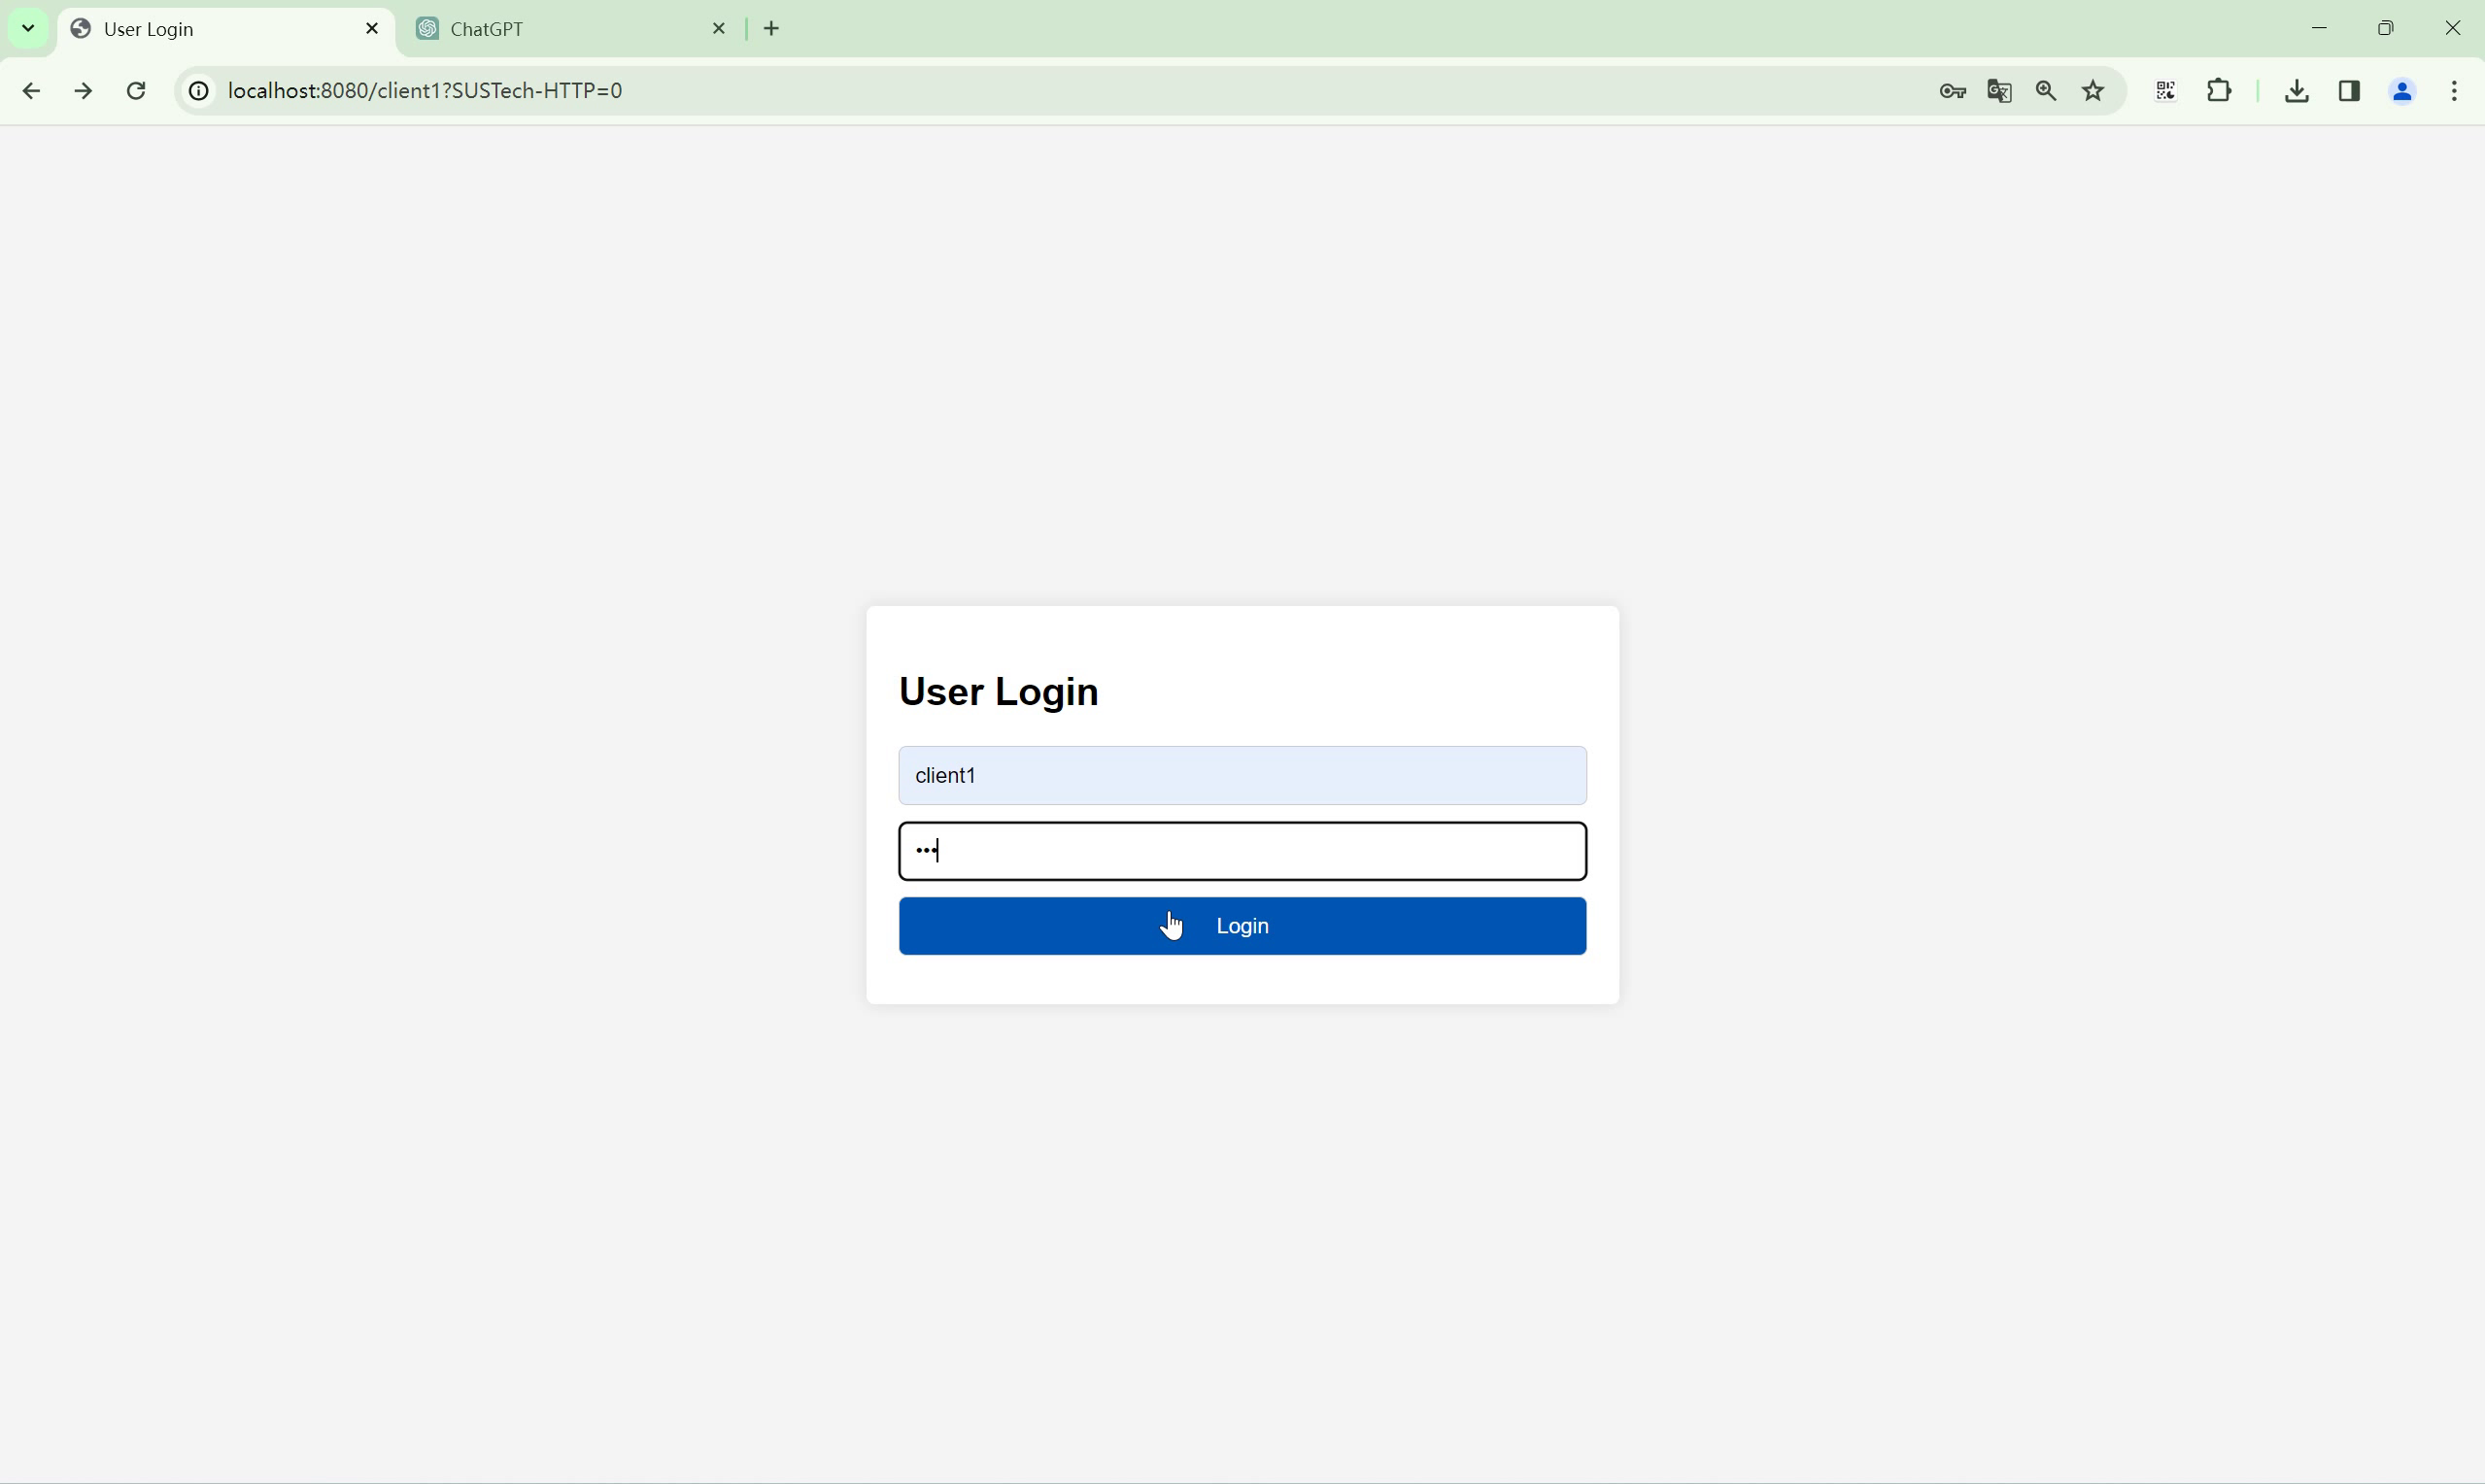 User Login
ChatGPT
localhost:8080/client1?SUSTech-HTTP=0
User Login
client1
•••
Login